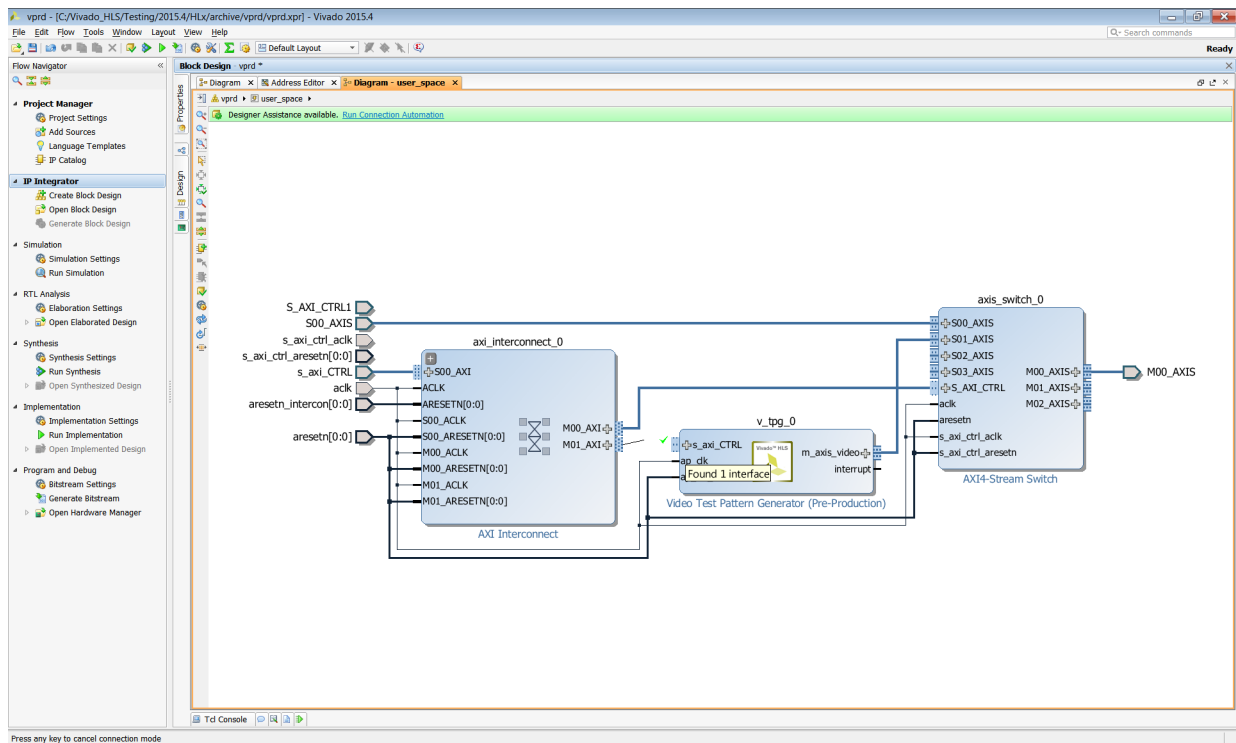 vprd - [C:/Vivado_HLS/Testing/2015.4/HLx/archive/vprd/vprd.xpr] - Vivado 2015.4
File Edit Flow Tools Window Layout View Help
Q- Search commands
Default Layout
Ready
Flow Navigator
Block Design - vprd *
Diagram
Address Editor
Diagram - user_space
vprd
user_space
Designer Assistance available. Run Connection Automation
Properties
Design
Project Manager
Project Settings
Add Sources
Language Templates
IP Catalog
IP Integrator
Create Block Design
Open Block Design
Generate Block Design
Simulation
Simulation Settings
Run Simulation
RTL Analysis
Elaboration Settings
Open Elaborated Design
Synthesis
Synthesis Settings
Run Synthesis
Open Synthesized Design
Implementation
Implementation Settings
Run Implementation
Open Implemented Design
Program and Debug
Bitstream Settings
Generate Bitstream
Open Hardware Manager
S_AXI_CTRL1
S00_AXIS
s_axi_ctrl_aclk
s_axi_ctrl_aresetn[0:0]
s_axi_CTRL
aclk
aresetn_intercon[0:0]
aresetn[0:0]
axi_interconnect_0
S00_AXI
ACLK
ARESETN[0:0]
S00_ACLK
S00_ARESETN[0:0]
M00_ACLK
M00_ARESETN[0:0]
M01_ACLK
M01_ARESETN[0:0]
M00_AXI
M01_AXI
AXI Interconnect
v_tpg_0
s_axi_CTRL
ap_clk
Vivado™ HLS
m_axis_video
interrupt
Found 1 interface
Video Test Pattern Generator (Pre-Production)
axis_switch_0
S00_AXIS
S01_AXIS
S02_AXIS
S03_AXIS
S_AXI_CTRL
aclk
aresetn
s_axi_ctrl_aclk
s_axi_ctrl_aresetn
M00_AXIS
M01_AXIS
M02_AXIS
AXI4-Stream Switch
M00_AXIS
Tcl Console
Press any key to cancel connection mode